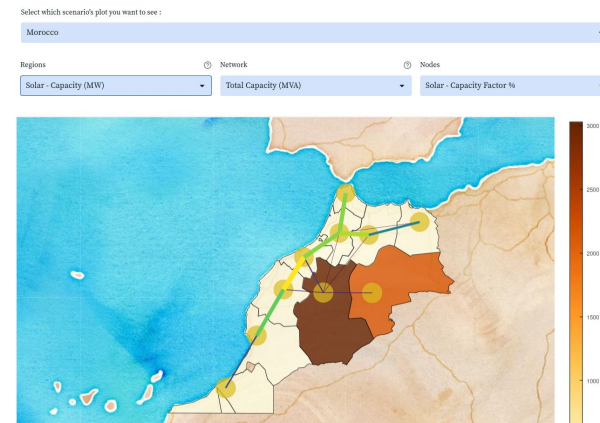 Select which scenario's plot you want to see :
Morocco
Regions
Network
Nodes
Solar - Capacity (MW)
Total Capacity (MVA)
Solar - Capacity Factor %
3000
2500
2000
1500
1000